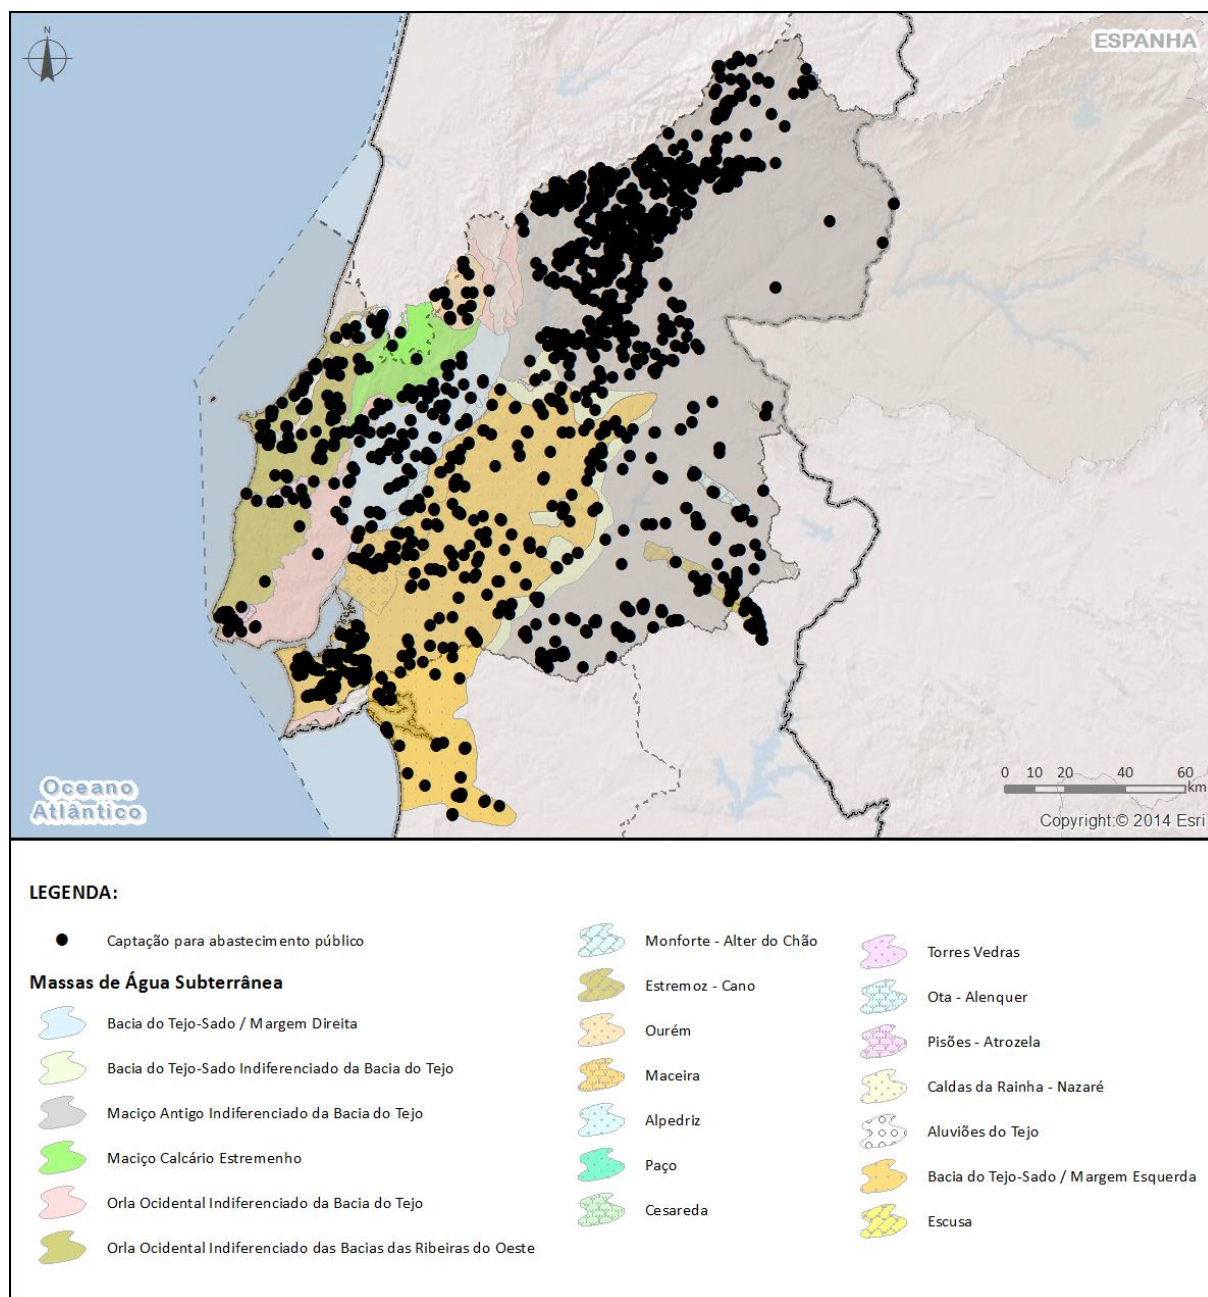 N
ESPANHA
Oceano
Atlântico
0 10 20 40 60
km
Copyright:© 2014 Esri
LEGENDA:
Captação para abastecimento público
Massas de Água Subterrânea
Bacia do Tejo-Sado / Margem Direita
Bacia do Tejo-Sado Indiferenciado da Bacia do Tejo
Maciço Antigo Indiferenciado da Bacia do Tejo
Maciço Calcário Estremenho
Orla Ocidental Indiferenciado da Bacia do Tejo
Orla Ocidental Indiferenciado das Bacias das Ribeiras do Oeste
Monforte - Alter do Chão
Estremoz - Cano
Ourém
Maceira
Alpedriz
Paço
Cesareda
Torres Vedras
Ota - Alenquer
Pisões - Atrozela
Caldas da Rainha - Nazaré
Aluviões do Tejo
Bacia do Tejo-Sado / Margem Esquerda
Escusa